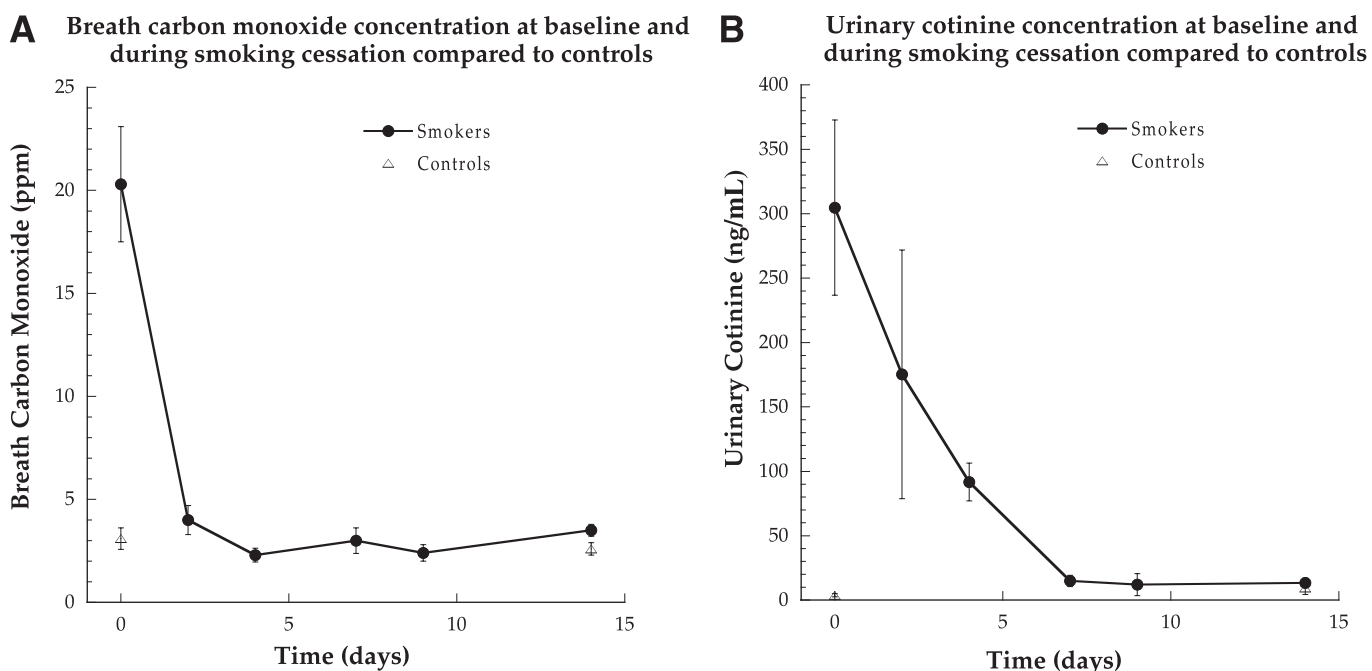 A
Breath carbon monoxide concentration at baseline and
during smoking cessation compared to controls
25
20
15
10
5
0
0
5
10
15
Breath Carbon Monoxide (ppm)
Time (days)
Smokers
Controls
B
Urinary cotinine concentration at baseline and
during smoking cessation compared to controls
400
350
300
250
200
150
100
50
0
0
5
10
15
Urinary Cotinine (ng/mL)
Time (days)
Smokers
Controls